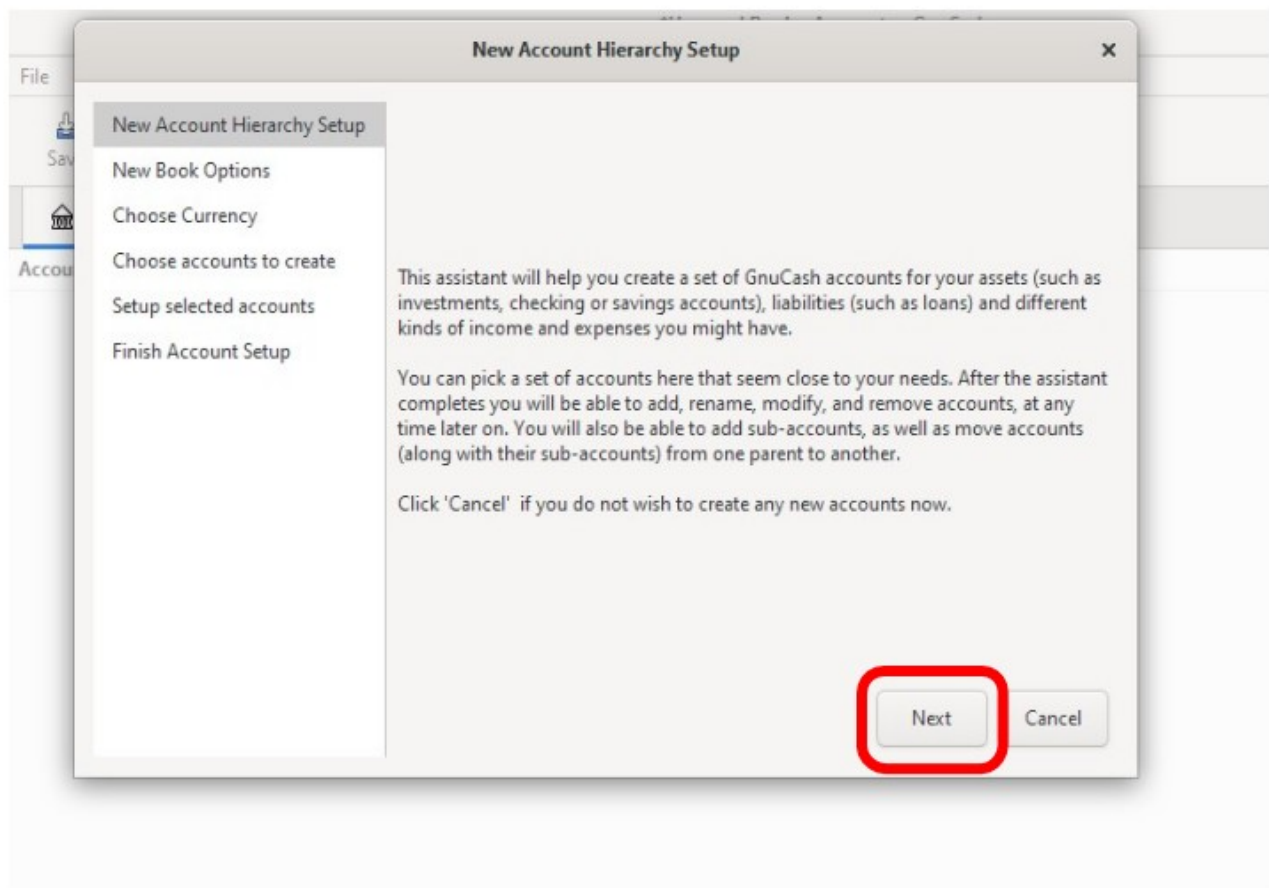 New Account Hierarchy Setup
File
New Account Hierarchy Setup
New Book Options
Choose Currency
Choose accounts to create
Setup selected accounts
Finish Account Setup
Sav
Accou
This assistant will help you create a set of GnuCash accounts for your assets (such as
investments, checking or savings accounts), liabilities (such as loans) and different
kinds of income and expenses you might have.
You can pick a set of accounts here that seem close to your needs. After the assistant
completes you will be able to add, rename, modify, and remove accounts, at any
time later on. You will also be able to add sub-accounts, as well as move accounts
(along with their sub-accounts) from one parent to another.
Click 'Cancel'  if you do not wish to create any new accounts now.
Next
Cancel